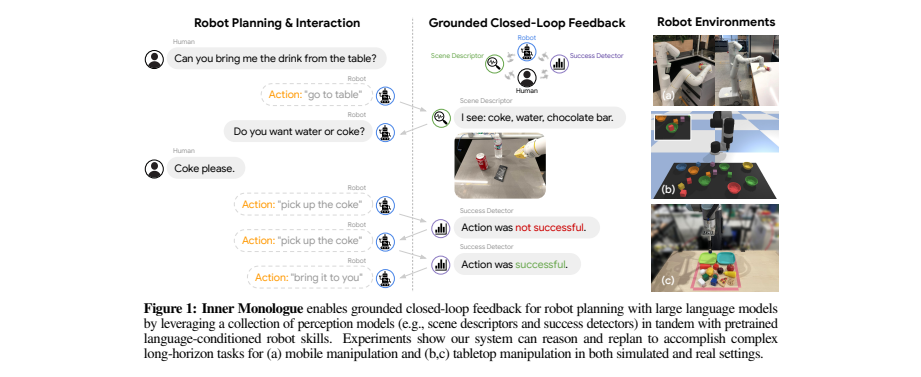 Robot Planning & Interaction
Human
Can you bring me the drink from the table?
Robot
Action: "go to table"
Robot
Do you want water or coke?
Human
Coke please.
Robot
Action: "pick up the coke"
Robot
Action: "pick up the coke"
Robot
Action: "bring it to you"
Grounded Closed-Loop Feedback
Robot
Scene Descriptor
Success Detector
Human
Scene Descriptor
I see: coke, water, chocolate bar.
Success Detector
Action was not successful.
Success Detector
Action was successful.
Robot Environments
(a)
(b)
(c)
Figure 1: Inner Monologue enables grounded closed-loop feedback for robot planning with large language models
by leveraging a collection of perception models (e.g., scene descriptors and success detectors) in tandem with pretrained
language-conditioned robot skills. Experiments show our system can reason and replan to accomplish complex
long-horizon tasks for (a) mobile manipulation and (b,c) tabletop manipulation in both simulated and real settings.